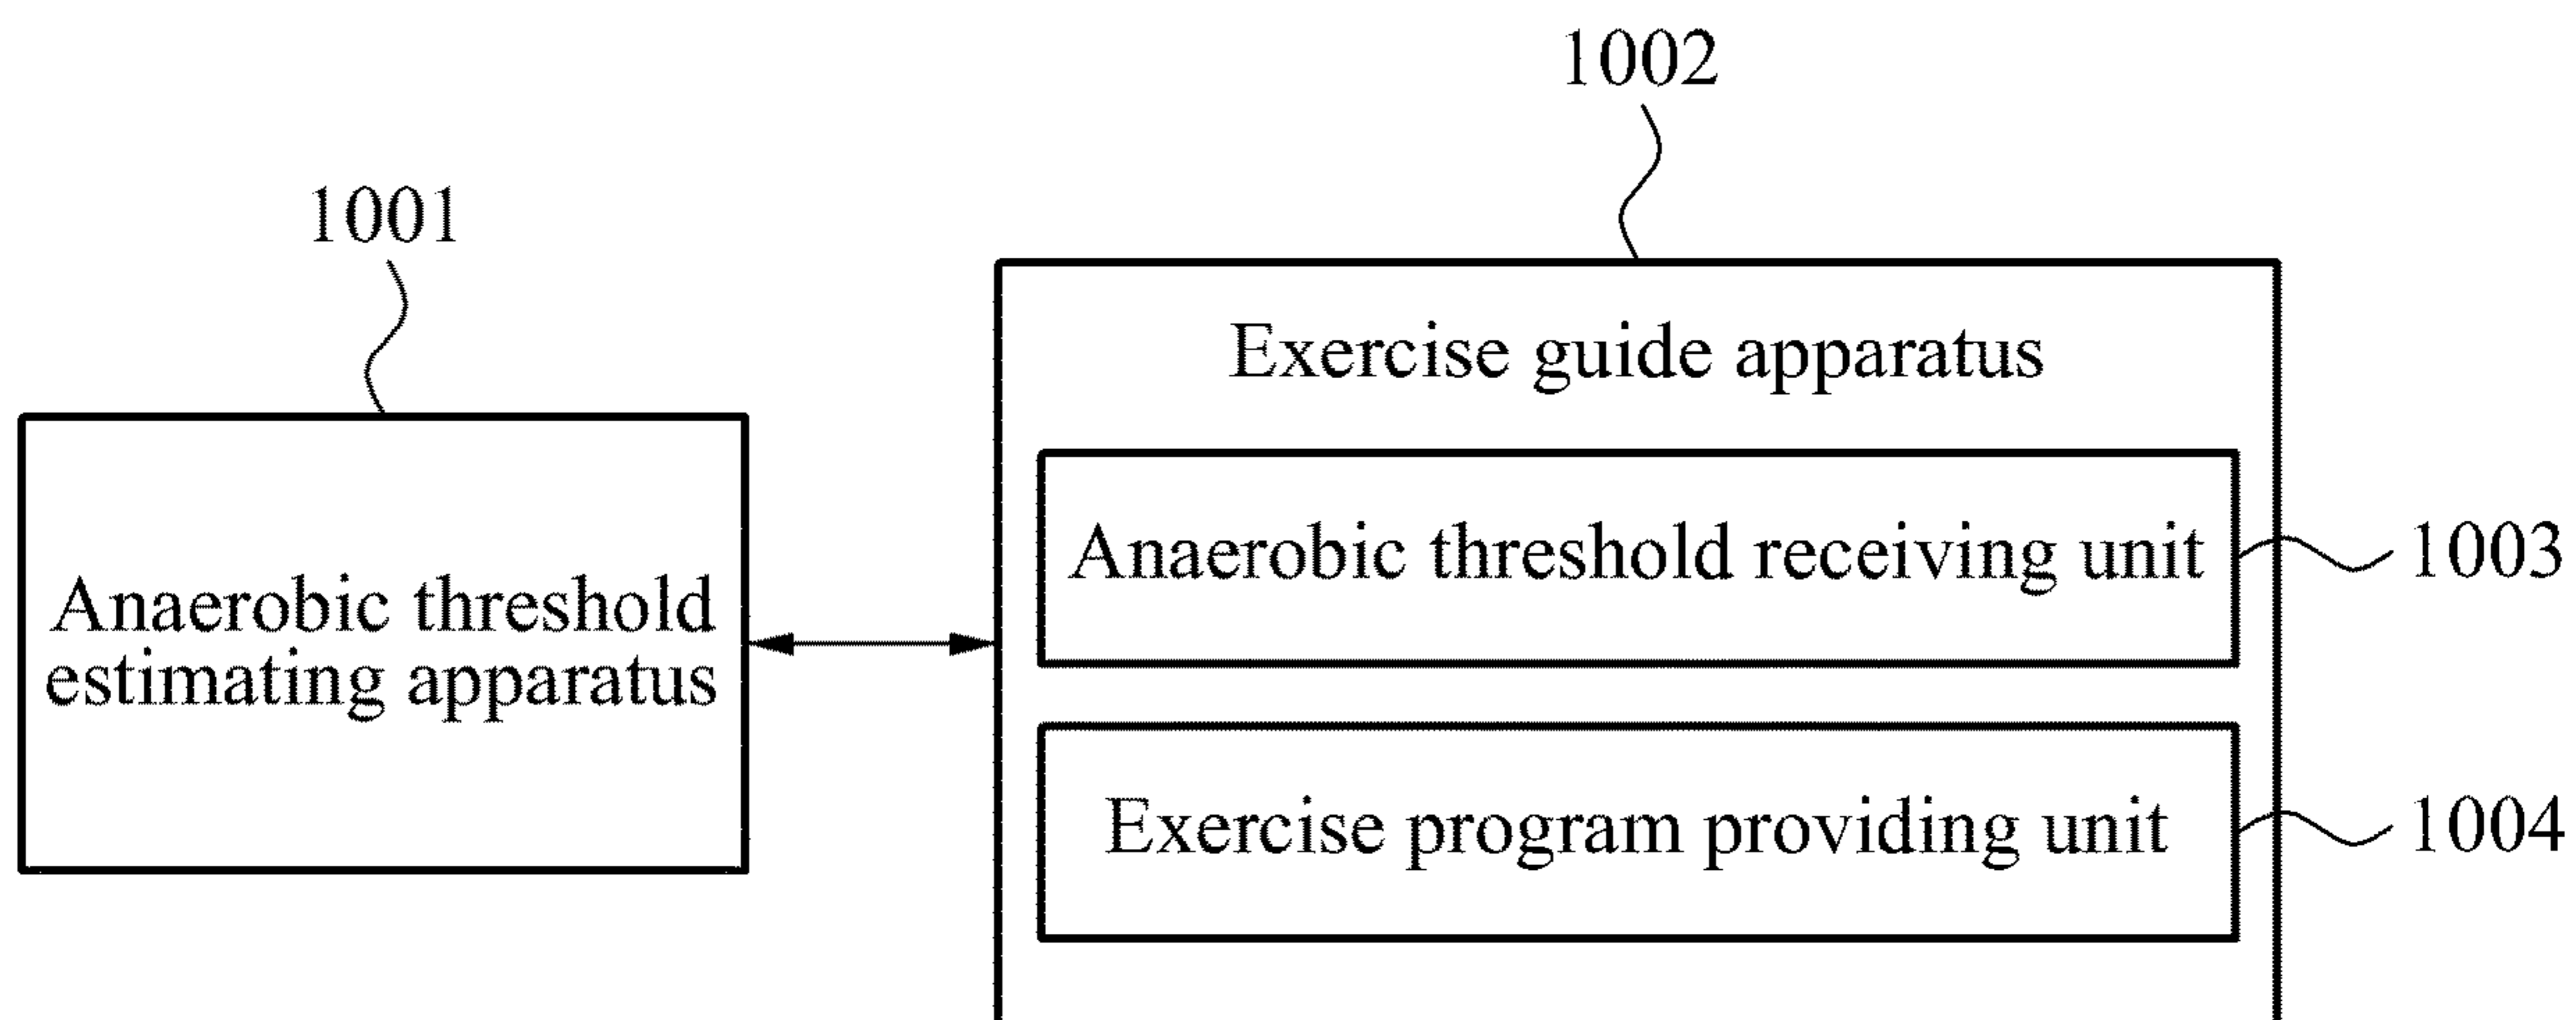 1002
1001
Exercise guide apparatus
Anaerobic threshold receiving unit
1003
Anaerobic threshold
estimating apparatus
Exercise program providing unit
1004